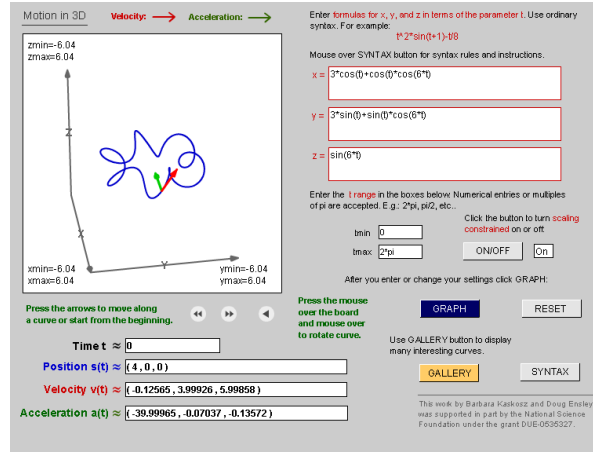 Motion in 3D
Velocity:
Acceleration:
zmin=-6.04
zmax=6.04
Z
X
Y
xmin=-6.04
xmax=6.04
ymin=-6.04
ymax=6.04
Press the arrows to move along
a curve or start from the beginning.
Press the mouse
over the board
and mouse over
to rotate curve.
Time t ≈ 0
Position s(t) ≈ ( 4 , 0 , 0 )
Velocity v(t) ≈ ( -0.12565 , 3.99926 , 5.99858 )
Acceleration a(t) ≈ ( -39.99965 , -0.07037 , -0.13572 )
Enter formulas for x, y, and z in terms of the parameter t. Use ordinary
syntax. For example:
t^2*sin(t+1)-t/8
Mouse over SYNTAX button for syntax rules and instructions.
x = 3*cos(t)+cos(t)*cos(6*t)
y = 3*sin(t)+sin(t)*cos(6*t)
z = sin(6*t)
Enter the t range in the boxes below. Numerical entries or multiples
of pi are accepted. E.g.: 2*pi, pi/2, etc..
Click the button to turn scaling
constrained on or off.
tmin 0
tmax 2*pi
ON/OFF On
After you enter or change your settings click GRAPH:
GRAPH RESET
Use GALLERY button to display
many interesting curves.
GALLERY SYNTAX
This work by Barbara Kaskosz and Doug Ensley
was supported in part by the National Science
Foundation under the grant DUE-0535327.